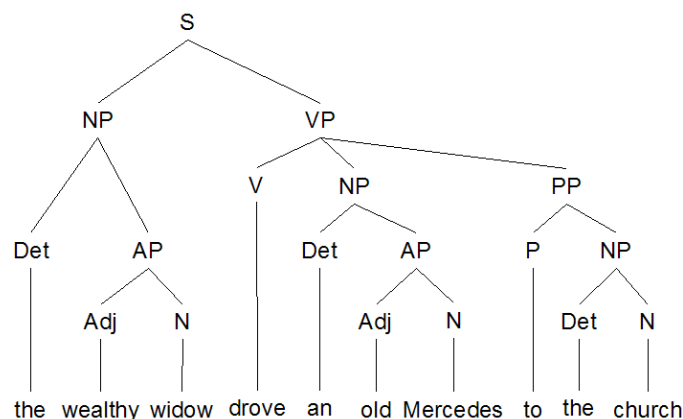 S
NP VP
V NP PP
Det AP Det AP P NP
Adj N Adj N Det N
the wealthy widow drove an old Mercedes to the church